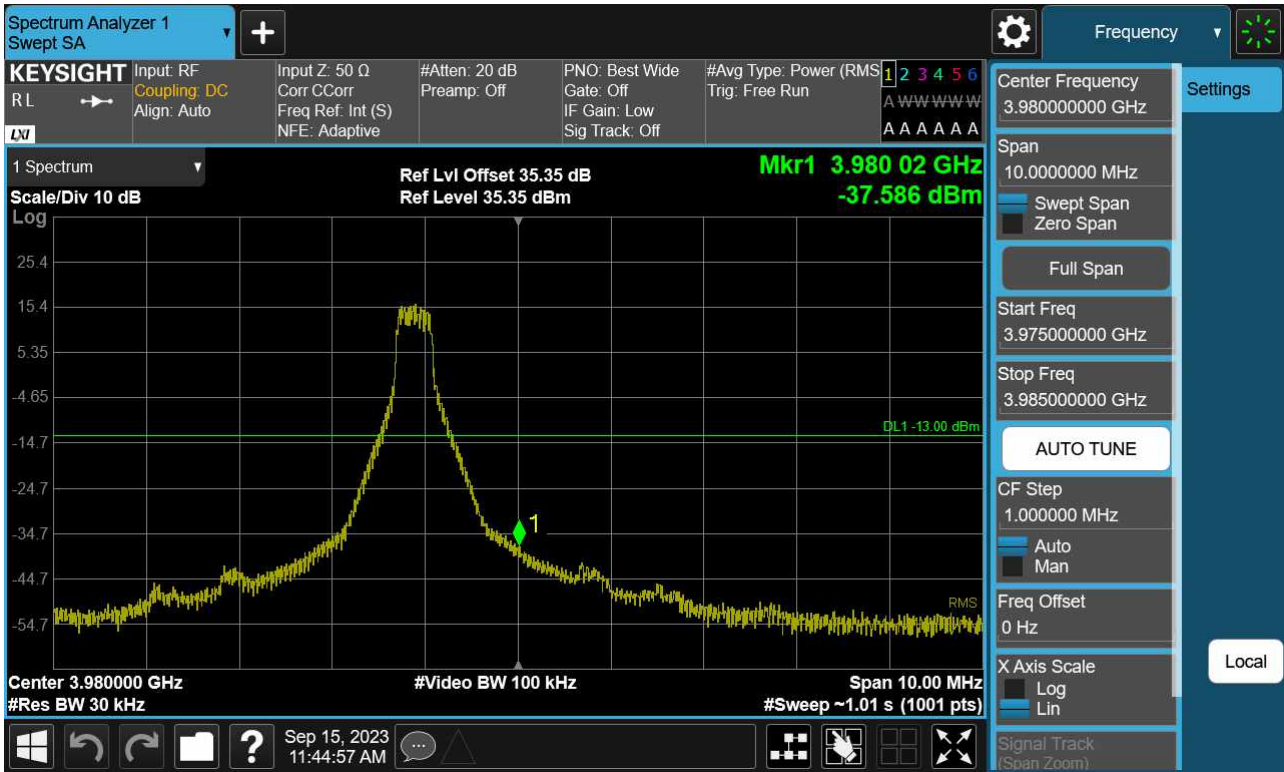 Spectrum Analyzer 1
Swept SA
+
Frequency
KEYSIGHT
R L
LXI
Input: RF
Coupling: DC
Align: Auto
Input Z: 50 Ω
Corr CCorr
Freq Ref: Int (S)
NFE: Adaptive
#Atten: 20 dB
Preamp: Off
PNO: Best Wide
Gate: Off
IF Gain: Low
Sig Track: Off
#Avg Type: Power (RMS
Trig: Free Run
1 2 3 4 5 6
A W W W W W
A A A A A A
1 Spectrum
Scale/Div 10 dB
Log
Ref Lvl Offset 35.35 dB
Ref Level 35.35 dBm
Mkr1 3.980 02 GHz
-37.586 dBm
25.4
15.4
5.35
-4.65
-14.7
-24.7
-34.7
-44.7
-54.7
DL1 -13.00 dBm
1
RMS
Center 3.980000 GHz
#Res BW 30 kHz
#Video BW 100 kHz
Span 10.00 MHz
#Sweep ~1.01 s (1001 pts)
Center Frequency
3.980000000 GHz
Span
10.0000000 MHz
Swept Span
Zero Span
Full Span
Start Freq
3.975000000 GHz
Stop Freq
3.985000000 GHz
AUTO TUNE
CF Step
1.000000 MHz
Auto
Man
Freq Offset
0 Hz
X Axis Scale
Log
Lin
Signal Track
(Span Zoom)
Settings
Local
?
Sep 15, 2023
11:44:57 AM